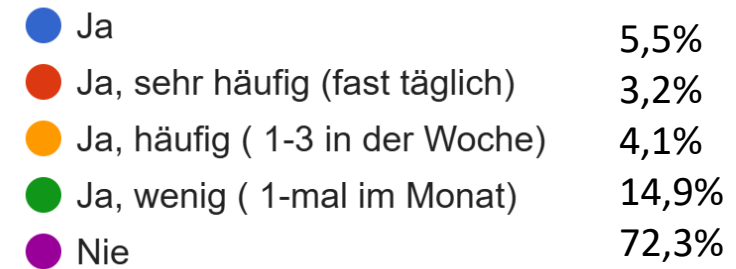 Ja 5,5%
Ja, sehr häufig (fast täglich) 3,2%
Ja, häufig ( 1-3 in der Woche) 4,1%
Ja, wenig ( 1-mal im Monat) 14,9%
Nie 72,3%